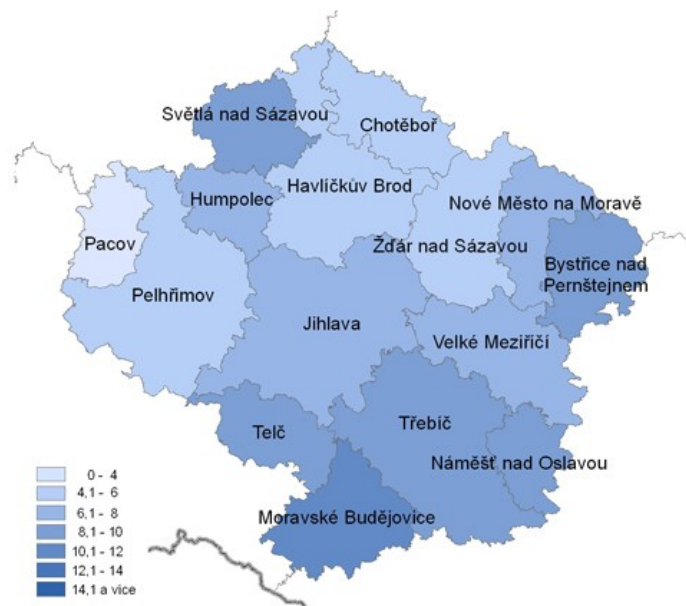 Světlá nad Sázavou
Chotěboř
Havlíčkův Brod
Humpolec
Nové Město na Moravě
Pacov
Žďár nad Sázavou
Bystřice nad
Pernštejnem
Pelhřimov
Jihlava
Velké Meziříčí
Telč
Třebíč
Náměšť nad Oslavou
Moravské Budějovice
0 - 4
4,1 - 6
6,1 - 8
8,1 - 10
10,1 - 12
12,1 - 14
14,1 a více